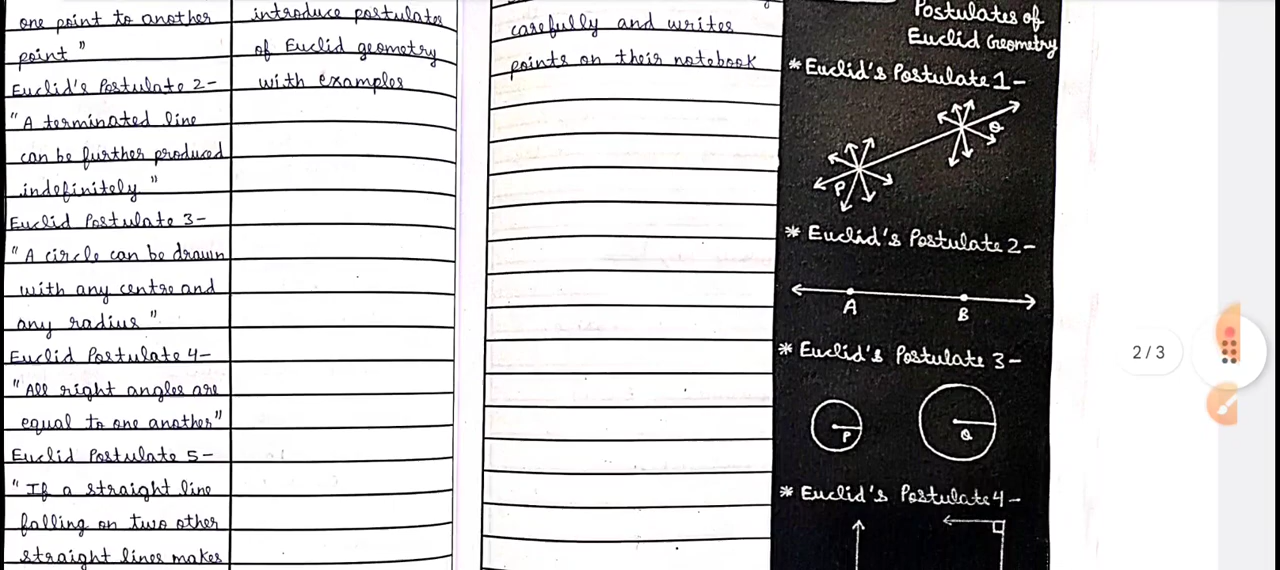 one point to another
point"
Euclid's Postulate 2-
"A terminated line
can be further produced
indefinitely"
Euclid Postulate 3-
"A circle can be drawn
with any centre and
any radius"
Euclid Postulate 4-
"All right angles are
equal to one another"
Euclid Postulate 5-
"If a straight line
falling on two other
straight lines makes
introduce postulates
of Euclid geometry
with examples
carefully and writes
points on their notebook
Postulates of
Euclid Geometry
* Euclid's Postulate 1-
Q
P
* Euclid's Postulate 2-
A B
* Euclid's Postulate 3-
P Q
* Euclid's Postulate 4-
2/3